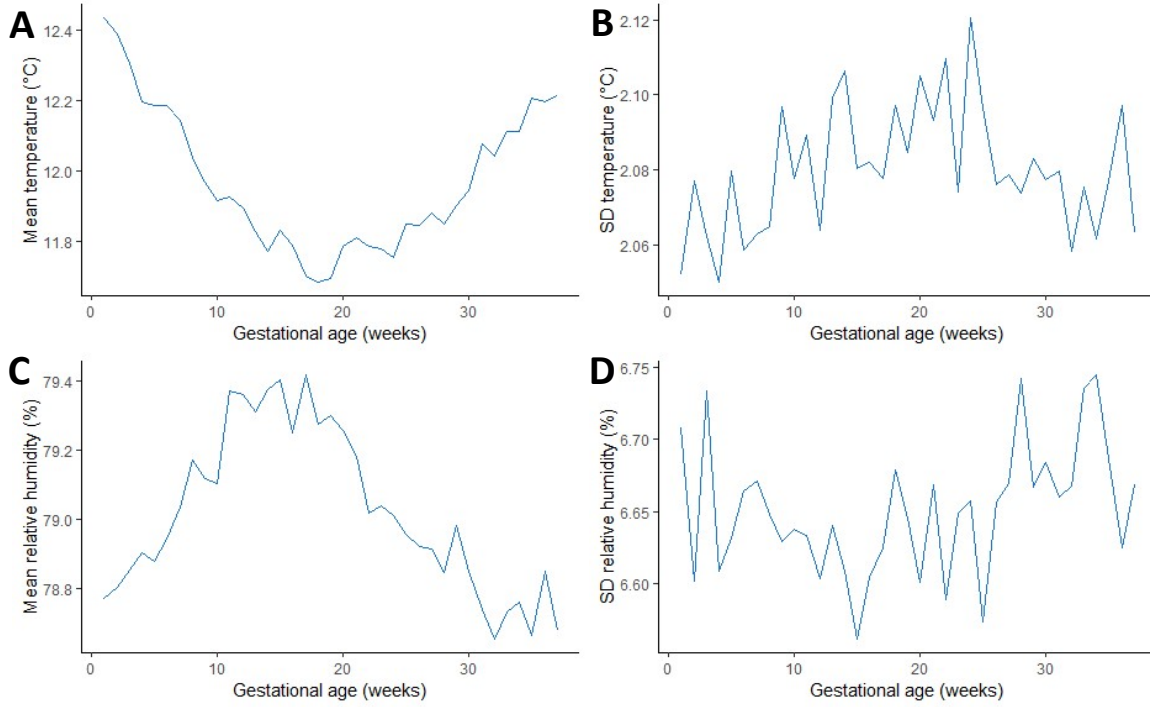 A
Mean temperature (°C)
12.4
12.2
12.0
11.8
0 10 20 30
Gestational age (weeks)
B
SD temperature (°C)
2.12
2.10
2.08
2.06
0 10 20 30
Gestational age (weeks)
C
Mean relative humidity (%)
79.4
79.2
79.0
78.8
0 10 20 30
Gestational age (weeks)
D
SD relative humidity (%)
6.75
6.70
6.65
6.60
0 10 20 30
Gestational age (weeks)